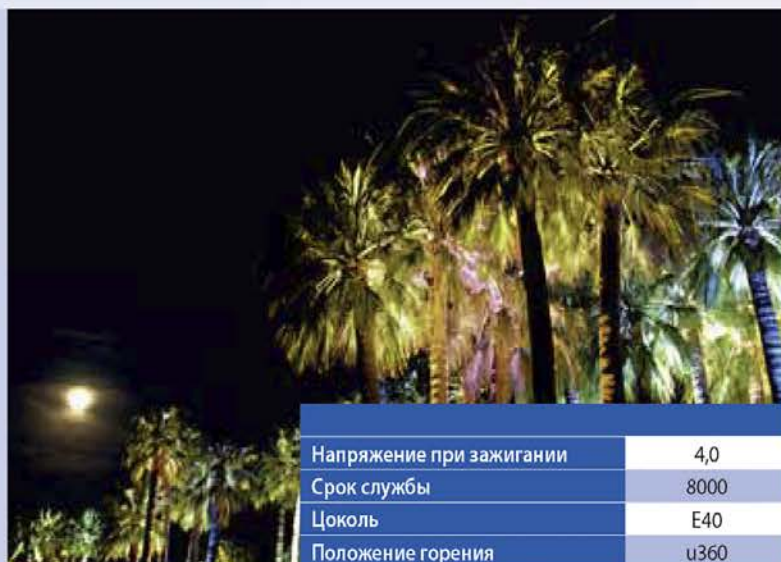 Напряжение при зажигании 4,0
Срок службы 8000
Цоколь E40
Положение горения u360